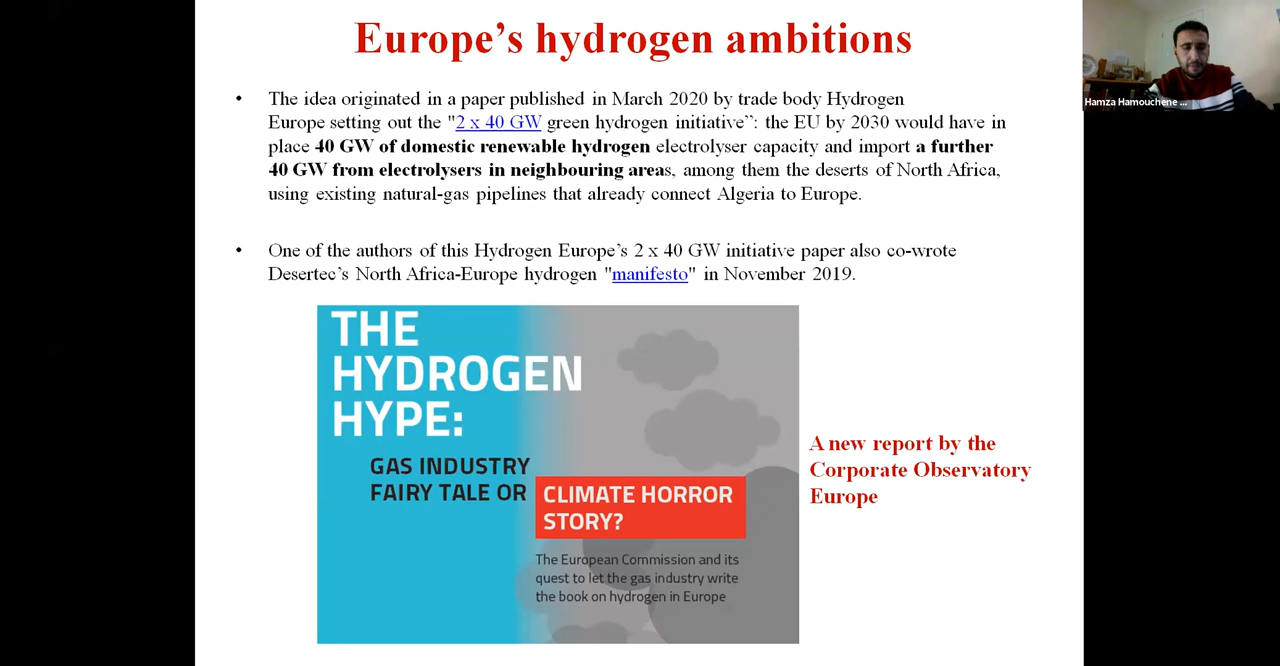 Europe’s hydrogen ambitions
• The idea originated in a paper published in March 2020 by trade body Hydrogen
Europe setting out the "2 x 40 GW green hydrogen initiative”: the EU by 2030 would have in
place 40 GW of domestic renewable hydrogen electrolyser capacity and import a further
40 GW from electrolysers in neighbouring areas, among them the deserts of North Africa,
using existing natural-gas pipelines that already connect Algeria to Europe.
• One of the authors of this Hydrogen Europe’s 2 x 40 GW initiative paper also co-wrote
Desertec’s North Africa-Europe hydrogen "manifesto" in November 2019.
THE
HYDROGEN
HYPE:
GAS INDUSTRY
FAIRY TALE OR
CLIMATE HORROR
STORY?
The European Commission and its
quest to let the gas industry write
the book on hydrogen in Europe
A new report by the
Corporate Observatory
Europe
Hamza Hamouchene ...